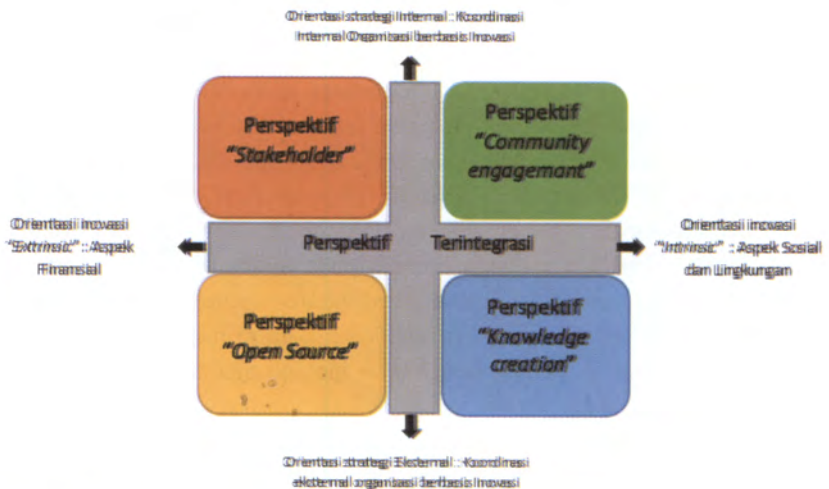 Orientasi strategi Internal : Koordinasi
Internal Organisasi berbasis Inovasi
Perspektif
"Stakeholder"
Perspektif
"Community
engagemant"
Orientasi inovasi
"Extrinsic" : Aspek
Finansial
Perspektif Terintegrasi
Orientasi inovasi
"Intrinsic" : Aspek Sosial
dan Lingkungan
Perspektif
"Open Source"
Perspektif
"Knowledge
creation"
Orientasi strategi Eksternal : Koordinasi
eksternal organisasi berbasis Inovasi